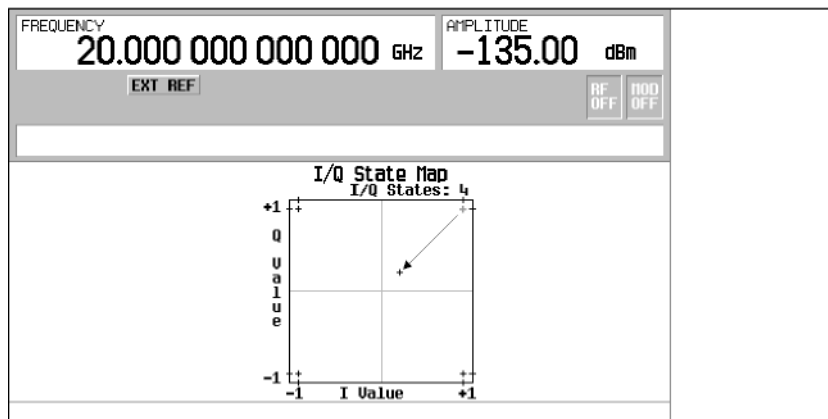 FREQUENCY
20.000 000 000 000 GHz
AMPLITUDE
-135.00 dBm
EXT REF
RF OFF
MOD OFF
I/Q State Map
I/Q States: 4
+1
Q Value
-1
-1 I Value +1